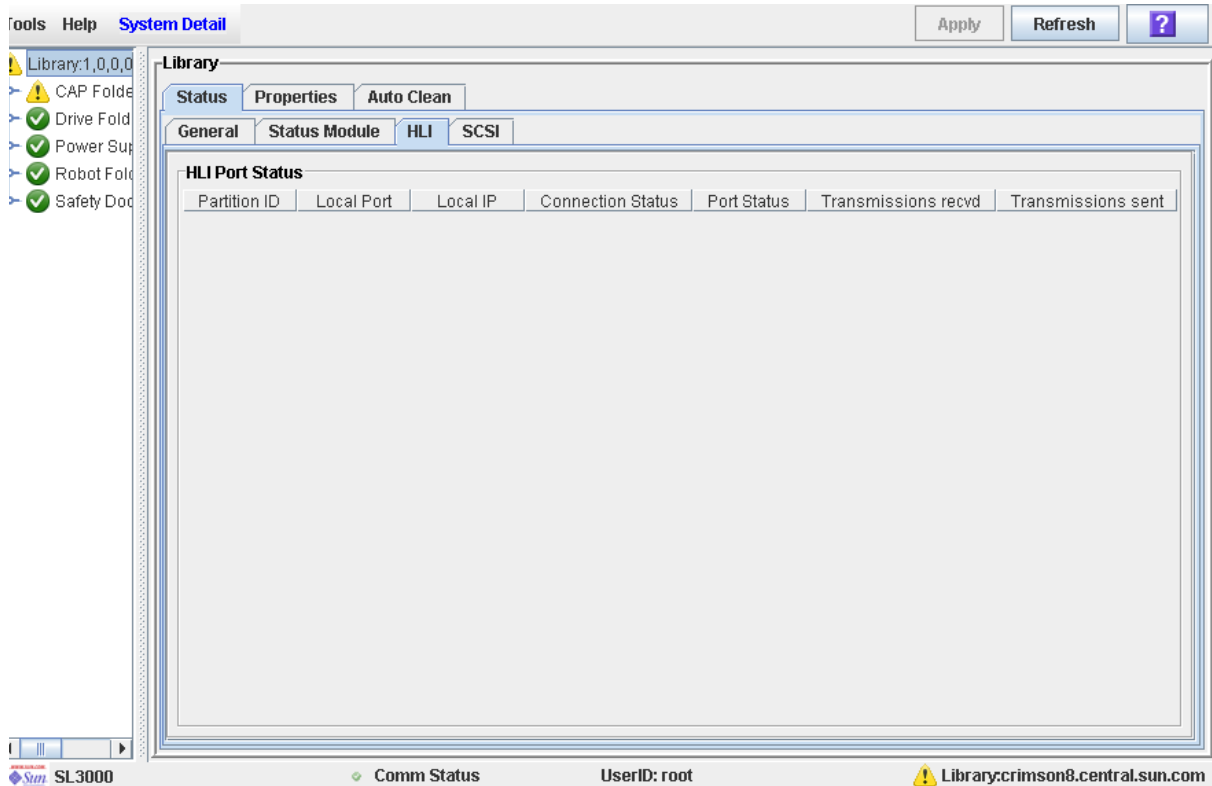 Tools Help System Detail Apply Refresh ?
Library:1,0,0,0
CAP Folde
Drive Fold
Power Sup
Robot Fold
Safety Doo
Library
Status Properties Auto Clean
General Status Module HLI SCSI
HLI Port Status
Partition ID Local Port Local IP Connection Status Port Status Transmissions recvd Transmissions sent
Sun SL3000 Comm Status UserID: root Library:crimson8.central.sun.com